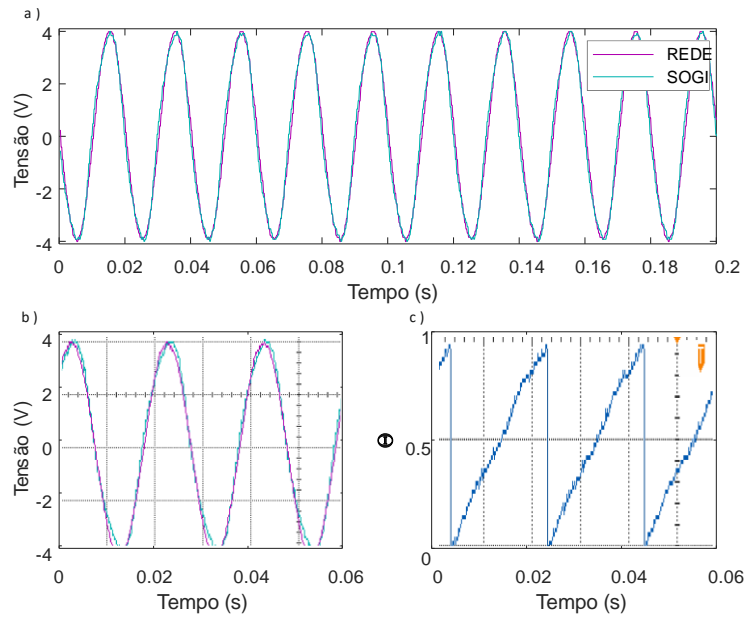 a )
4
2
0
-2
-4
Tensão (V)
REDE
SOGI
0 0.02 0.04 0.06 0.08 0.1 0.12 0.14 0.16 0.18 0.2
Tempo (s)
b )
4
2
0
-2
-4
Tensão (V)
0 0.02 0.04 0.06
Tempo (s)
c )
1
0.5
0
Θ
0 0.02 0.04 0.06
Tempo (s)